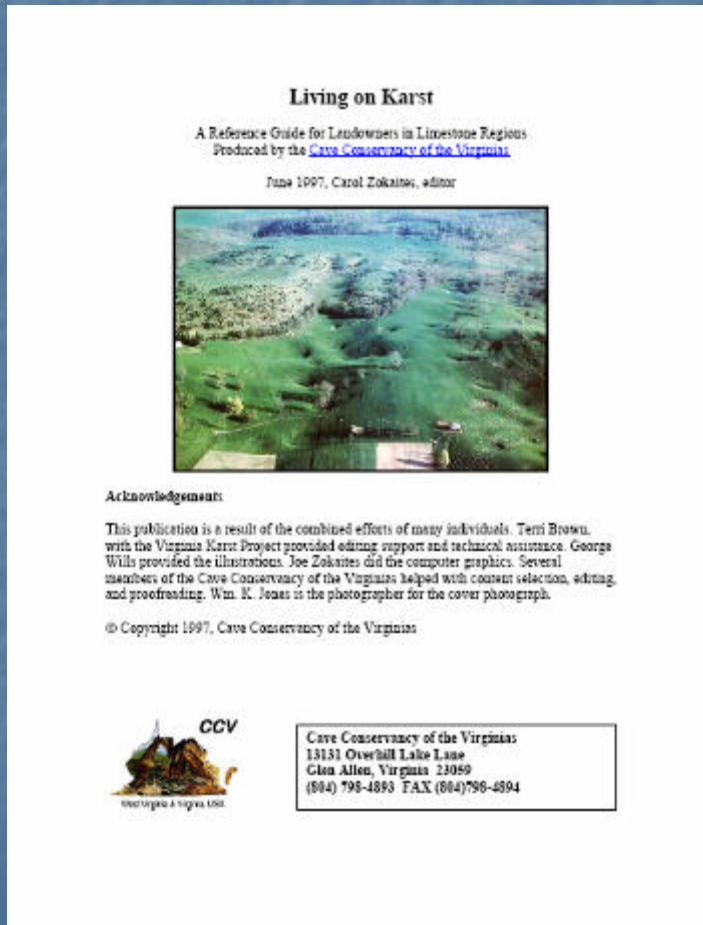 Living on Karst
A Reference Guide for Landowners in Limestone Regions
Produced by the Cave Conservancy of the Virginias
June 1997, Carol Zokaites, editor
Acknowledgements
This publication is a result of the combined efforts of many individuals. Terri Brown,
with the Virginia Karst Project provided editing support and technical assistance. George
Wills provided the illustrations. Joe Zokaites did the computer graphics. Several
members of the Cave Conservancy of the Virginias helped with content selection, editing,
and proofreading. Wm. K. Jones is the photographer for the cover photograph.
© Copyright 1997, Cave Conservancy of the Virginias
CCV
West Virginia & Virginia, USA
Cave Conservancy of the Virginias
13131 Overhill Lake Lane
Glen Allen, Virginia 23059
(804) 798-4893 FAX (804)798-4894